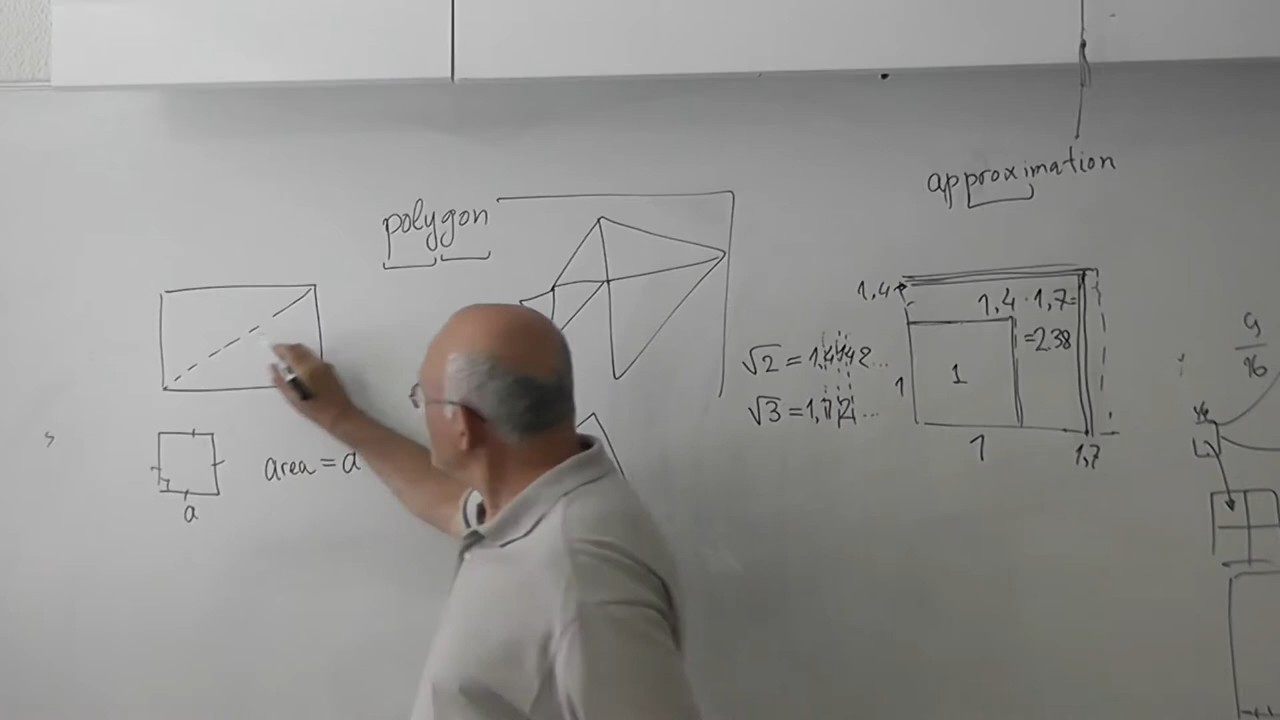 approximation
polygon
1,4
1,4 · 1,7=
=2.38
√2 = 1,4142...
1
1
√3 = 1,7
1
1,7
area = a
a
9
16